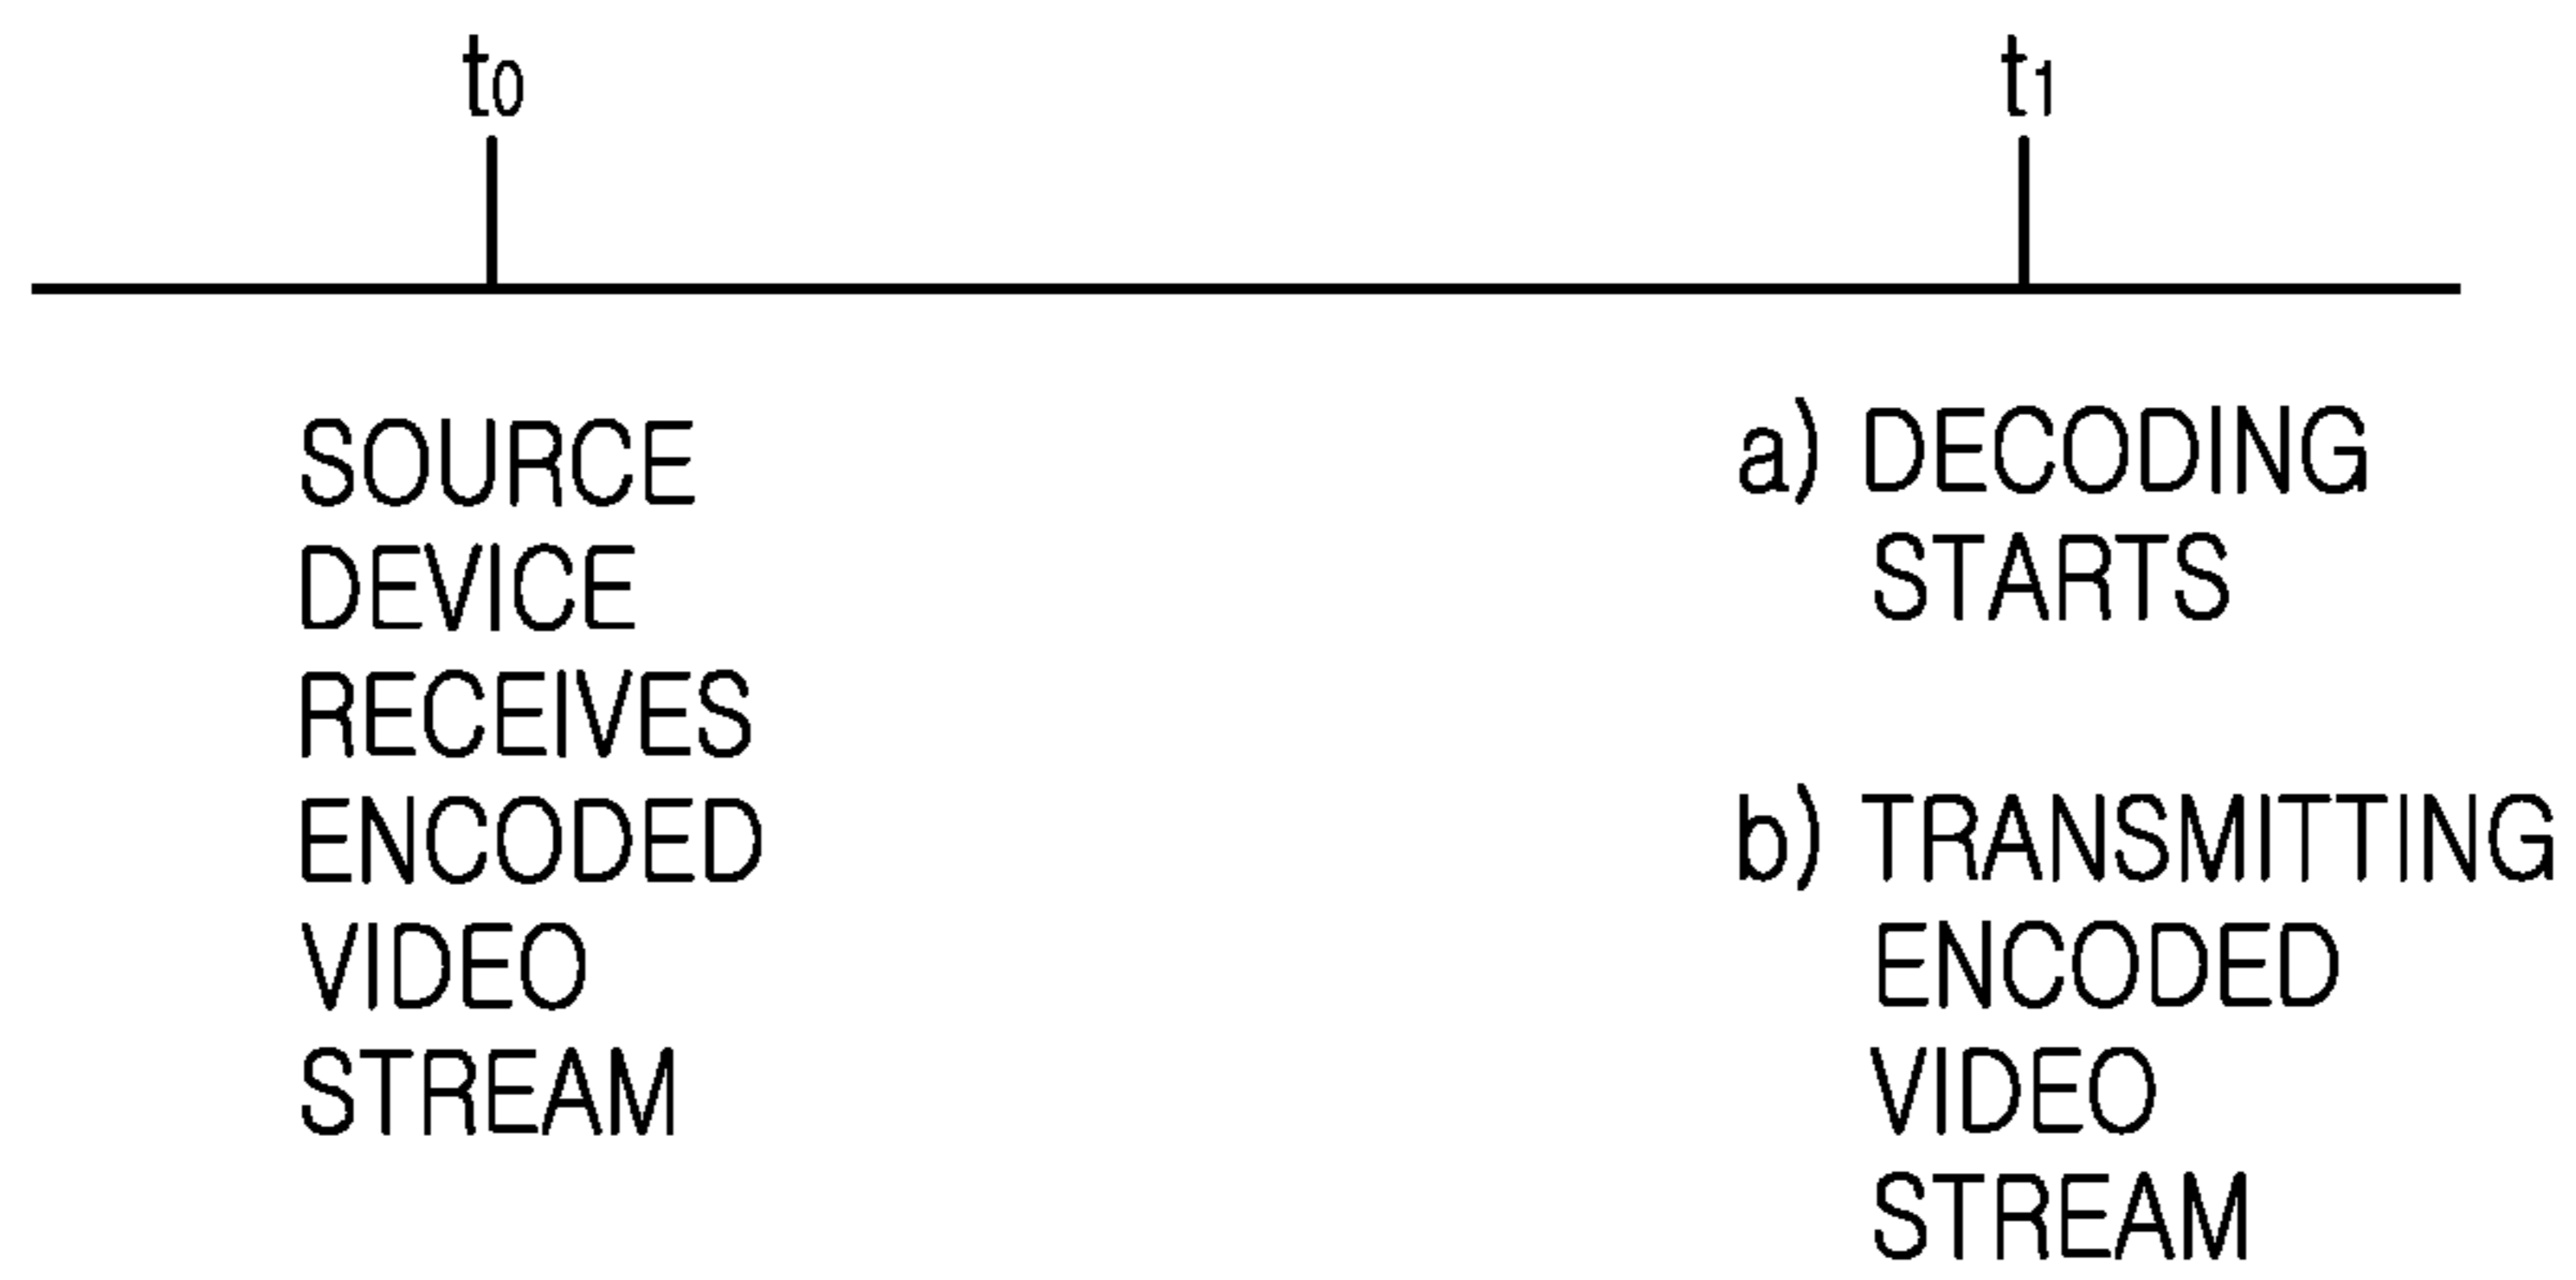 t0
t1
SOURCE
DEVICE
RECEIVES
ENCODED
VIDEO
STREAM
a) DECODING
STARTS
b) TRANSMITTING
ENCODED
VIDEO
STREAM